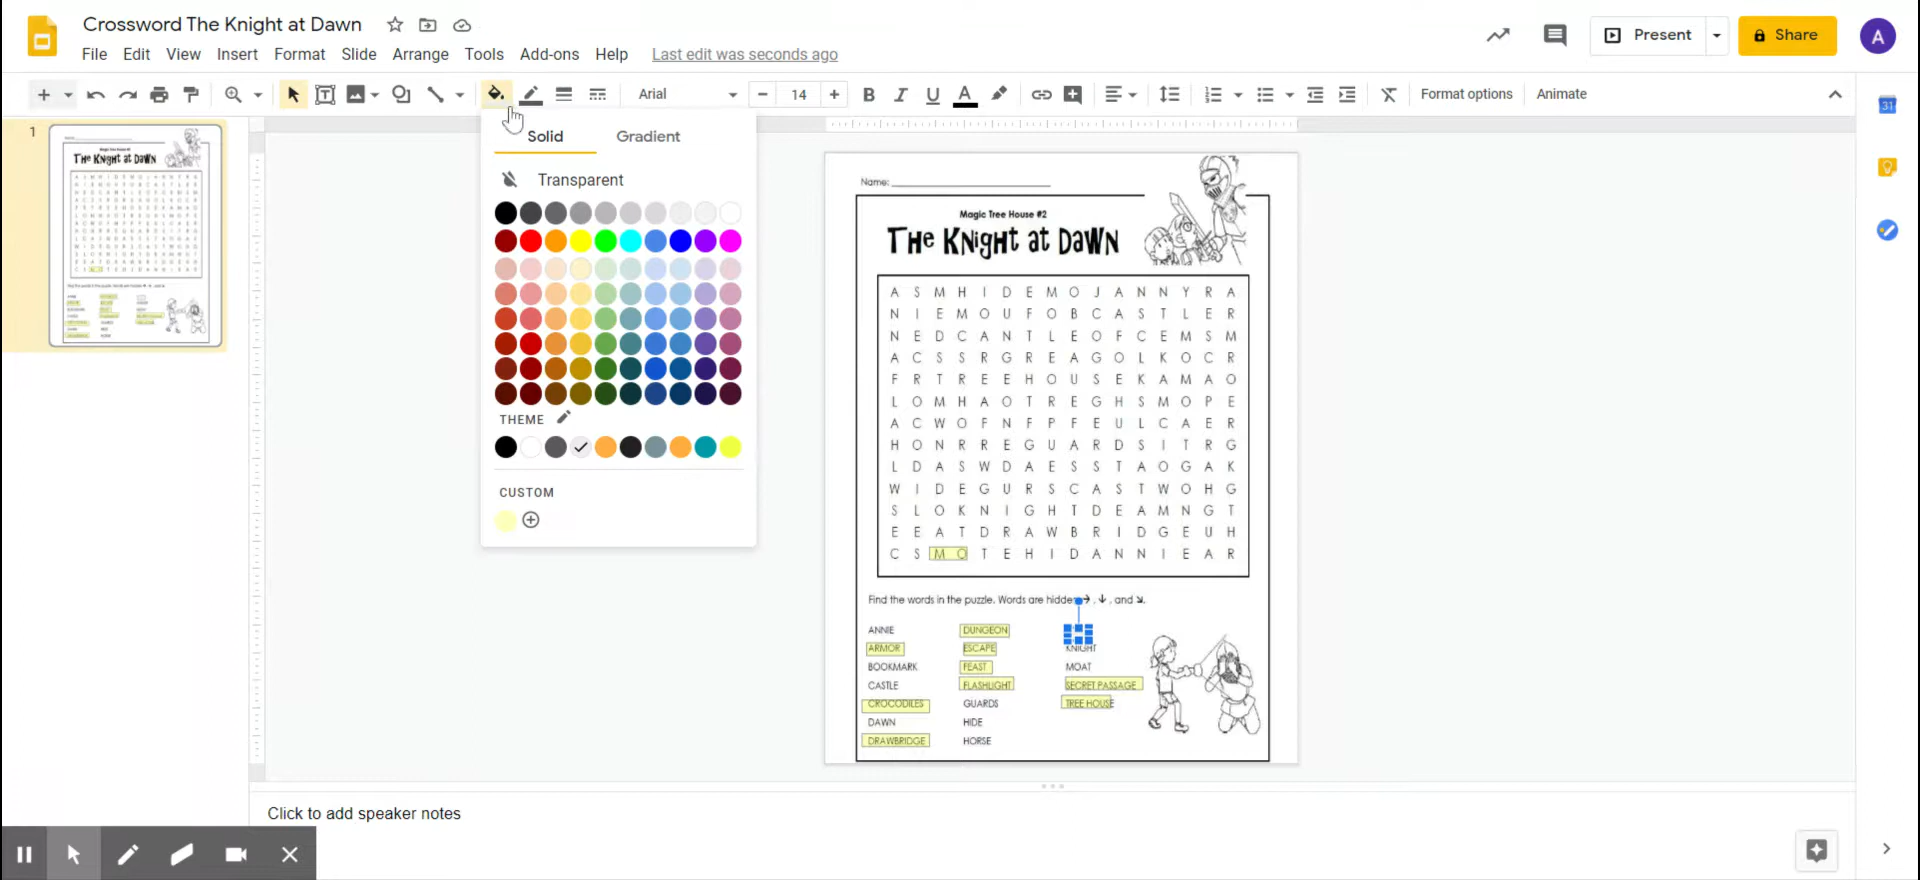 Crossword The Knight at Dawn
File Edit View Insert Format Slide Arrange Tools Add-ons Help Last edit was seconds ago
Present Share A
Arial 14 B I U A Format options Animate
31
1
Solid Gradient
Transparent
THEME
CUSTOM
Name:
Magic Tree House #2
The Knight at Dawn
A S M H I D E M O J A N N Y R A
N I E M O U F O B C A S T L E R
N E D C A N T L E O F C E M S M
A C S S R G R E A G O L K O C R
F R T R E E H O U S E K A M A O
L O M H A O T R E G H S M O P E
A C W O F N F P F E U L C A E R
H O N R R E G U A R D S I T R G
L D A S W D A E S S T A O G A K
W I D E G U R S C A S T W O H G
S L O K N I G H T D E A M N G T
E E A T D R A W B R I D G E U H
C S M O T E H I D A N N I E A R
Find the words in the puzzle. Words are hidden → , ↓ , and ↘.
ANNIE DUNGEON
ARMOR ESCAPE KNIGHT
BOOKMARK FEAST MOAT
CASTLE FLASHLIGHT SECRET PASSAGE
CROCODILES GUARDS TREE HOUSE
DAWN HIDE
DRAWBRIDGE HORSE
Click to add speaker notes